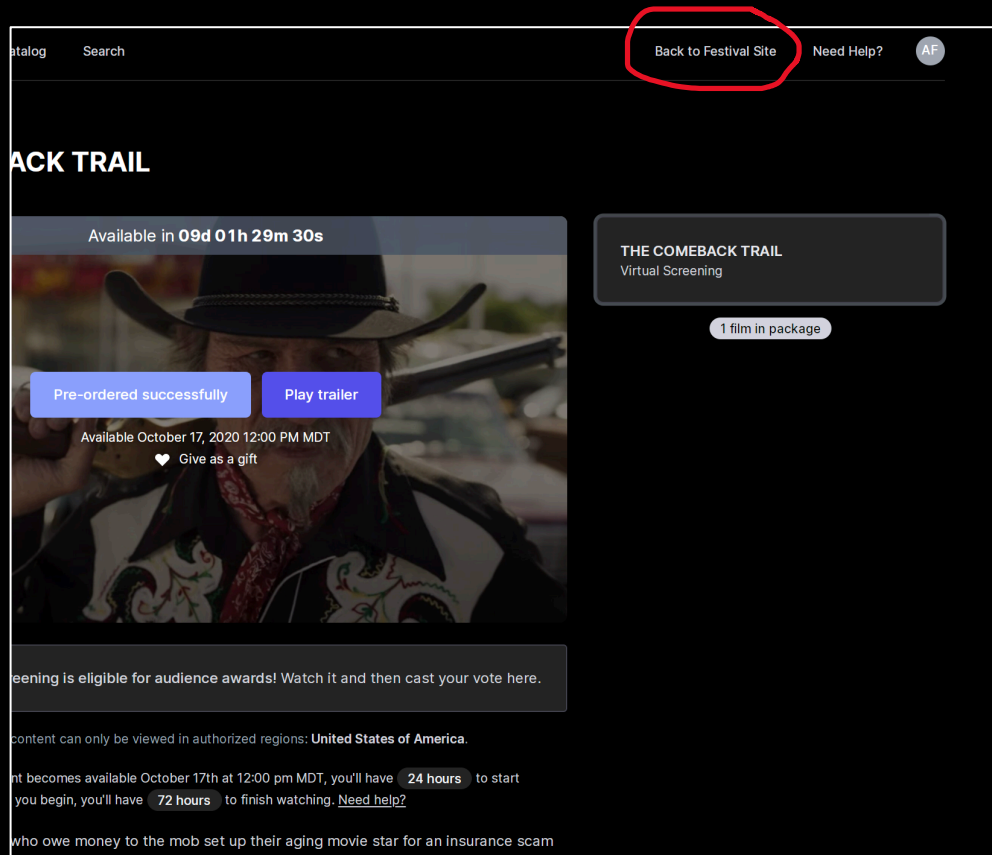 atalog Search Back to Festival Site Need Help? AF
ACK TRAIL
Available in 09d 01h 29m 30s
THE COMEBACK TRAIL
Virtual Screening
1 film in package
Pre-ordered successfully Play trailer
Available October 17, 2020 12:00 PM MDT
Give as a gift
reening is eligible for audience awards! Watch it and then cast your vote here.
content can only be viewed in authorized regions: United States of America.
nt becomes available October 17th at 12:00 pm MDT, you'll have 24 hours to start
you begin, you'll have 72 hours to finish watching. Need help?
who owe money to the mob set up their aging movie star for an insurance scam